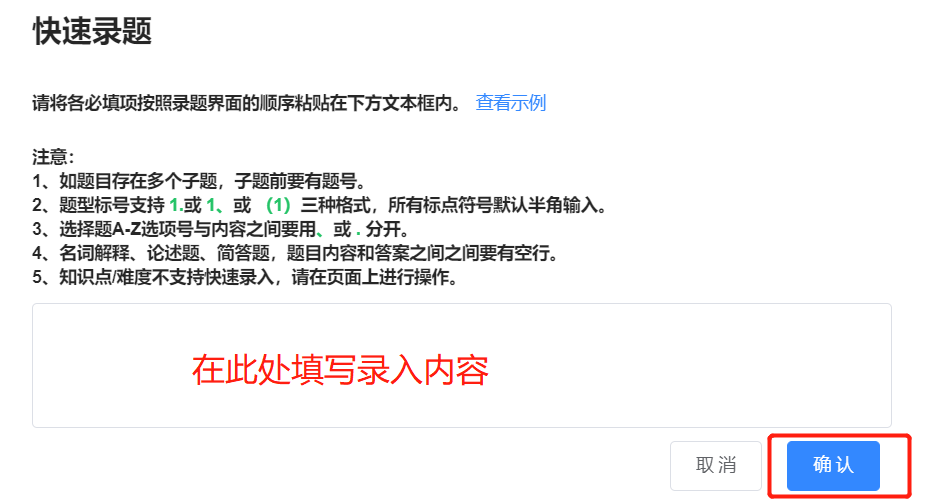 快速录题
请将各必填项按照录题界面的顺序粘贴在下方文本框内。 查看示例
注意：
1、如题目存在多个子题，子题前要有题号。
2、题型标号支持 1.或 1、或 （1）三种格式，所有标点符号默认半角输入。
3、选择题A-Z选项号与内容之间要用、或 . 分开。
4、名词解释、论述题、简答题，题目内容和答案之间之间要有空行。
5、知识点/难度不支持快速录入，请在页面上进行操作。
在此处填写录入内容
取消 确认